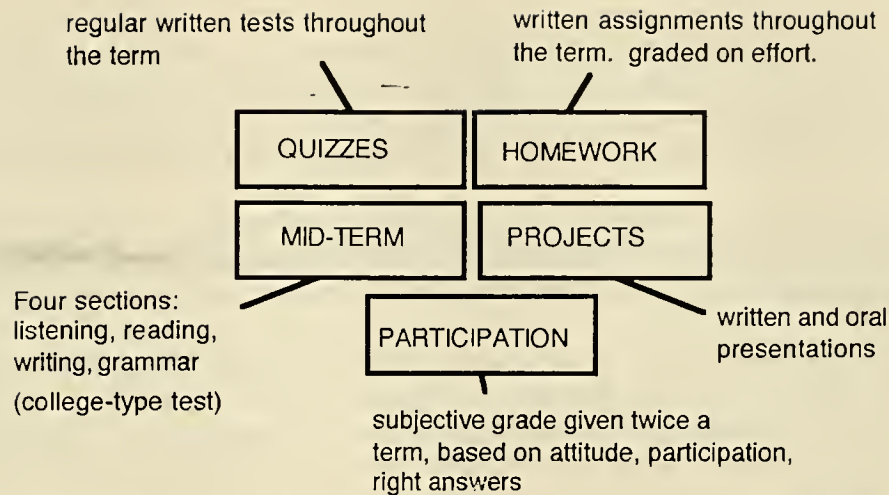 regular written tests throughout
the term
written assignments throughout
the term. graded on effort.
QUIZZES
HOMEWORK
MID-TERM
PROJECTS
Four sections:
listening, reading,
writing, grammar
(college-type test)
PARTICIPATION
written and oral
presentations
subjective grade given twice a
term, based on attitude, participation,
right answers